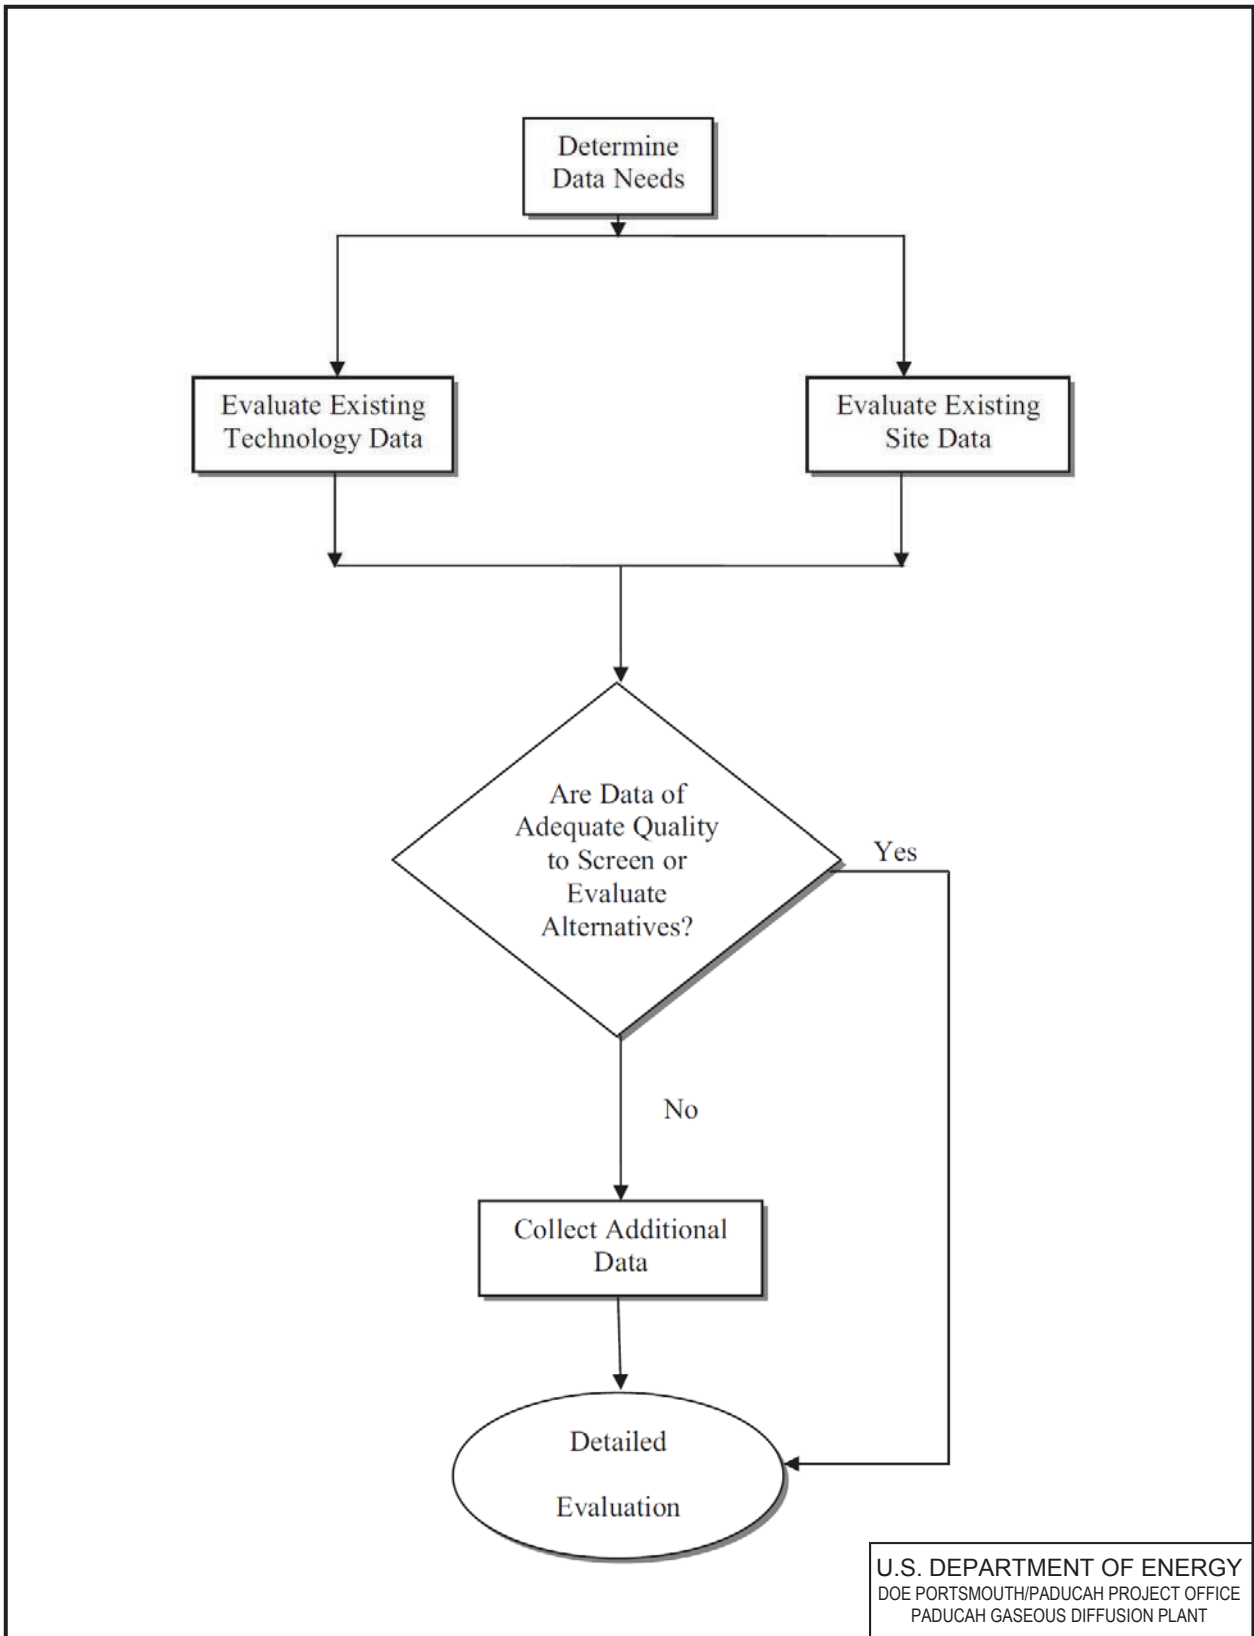 Determine
Data Needs
Evaluate Existing
Technology Data
Evaluate Existing
Site Data
Are Data of
Adequate Quality
to Screen or
Evaluate
Alternatives?
Yes
No
Collect Additional
Data
Detailed
Evaluation
U.S. DEPARTMENT OF ENERGY
DOE PORTSMOUTH/PADUCAH PROJECT OFFICE
PADUCAH GASEOUS DIFFUSION PLANT